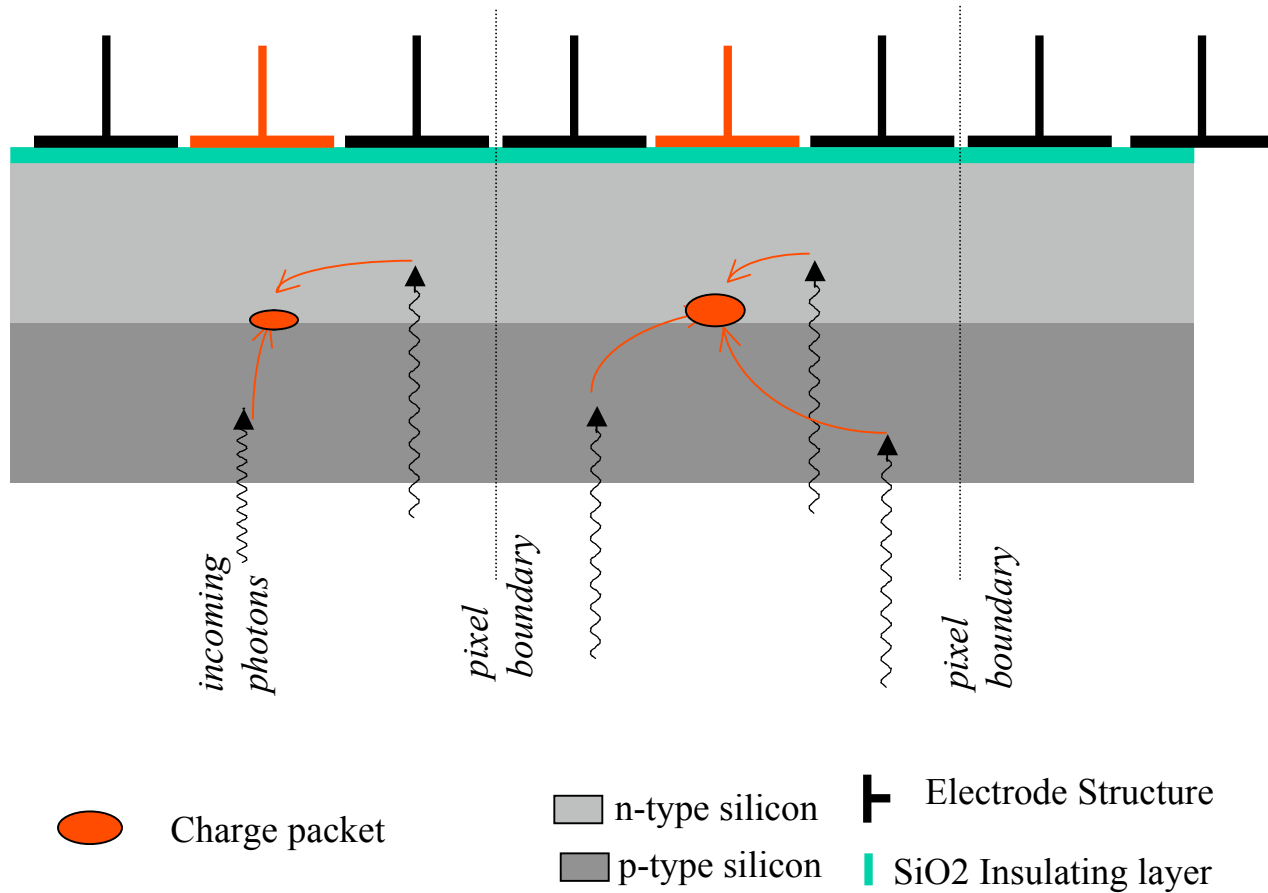 incoming
photons
pixel
boundary
pixel
boundary
Charge packet
n-type silicon
p-type silicon
Electrode Structure
SiO2 Insulating layer